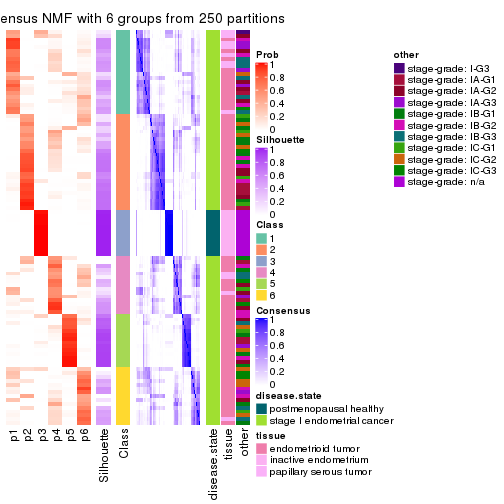 ensus NMF with 6 groups from 250 partitions
Prob
1
0.8
0.6
0.4
0.2
0
Silhouette
1
0.8
0.6
0.4
0.2
0
Class
1
2
3
4
5
6
Consensus
1
0.8
0.6
0.4
0.2
0
disease.state
postmenopausal healthy
stage I endometrial cancer
tissue
endometrioid tumor
inactive endometrium
papillary serous tumor
other
stage-grade: I-G3
stage-grade: IA-G1
stage-grade: IA-G2
stage-grade: IA-G3
stage-grade: IB-G1
stage-grade: IB-G2
stage-grade: IB-G3
stage-grade: IC-G1
stage-grade: IC-G2
stage-grade: IC-G3
stage-grade: n/a
p1
p2
p3
p4
p5
p6
Silhouette
Class
disease.state
tissue
other